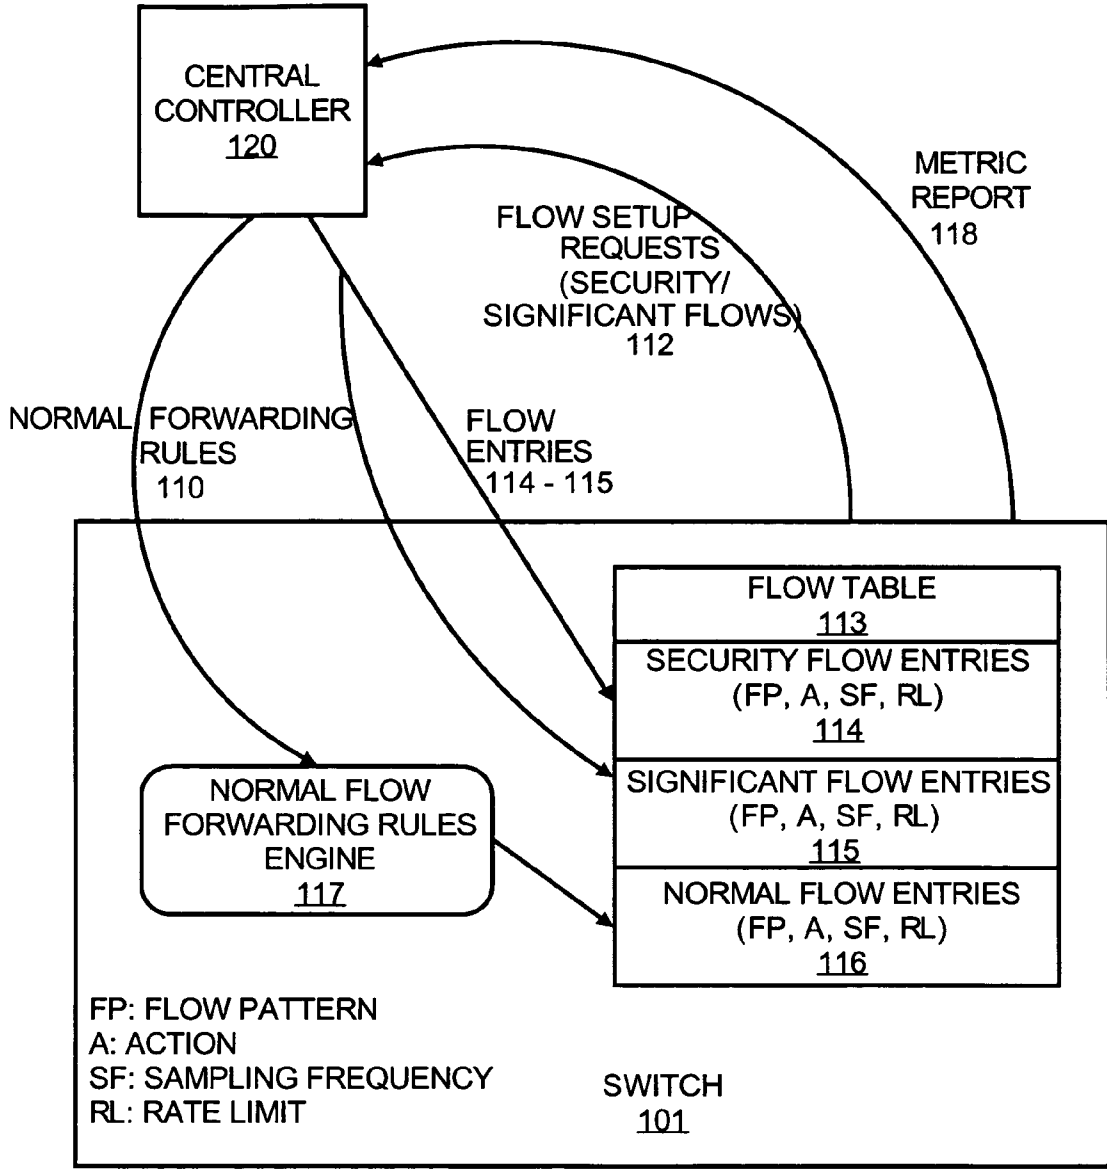 CENTRAL
CONTROLLER
120
METRIC
REPORT
118
FLOW SETUP
REQUESTS
(SECURITY/
SIGNIFICANT FLOWS)
112
NORMAL FORWARDING
RULES
110
FLOW
ENTRIES
114 - 115
FLOW TABLE
113
SECURITY FLOW ENTRIES
(FP, A, SF, RL)
114
SIGNIFICANT FLOW ENTRIES
(FP, A, SF, RL)
115
NORMAL FLOW ENTRIES
(FP, A, SF, RL)
116
NORMAL FLOW
FORWARDING RULES
ENGINE
117
FP: FLOW PATTERN
A: ACTION
SF: SAMPLING FREQUENCY
RL: RATE LIMIT
SWITCH
101